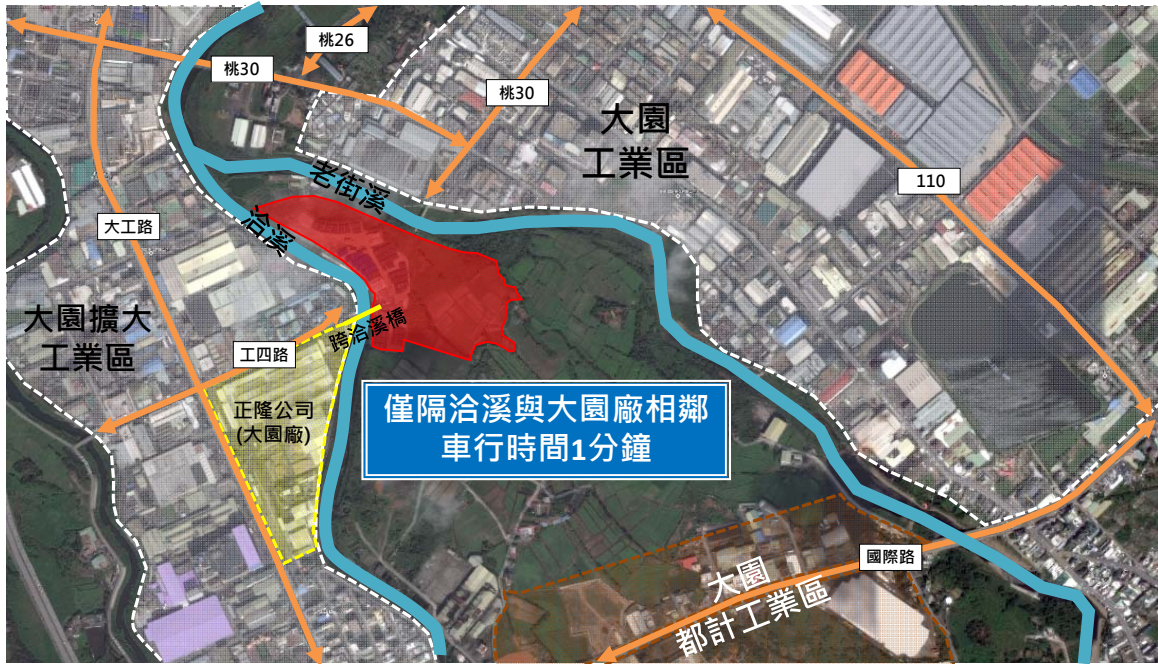 桃26
桃30
桃30
大園
工業區
110
老街溪
洽溪
大工路
大園擴大
工業區
跨洽溪橋
工四路
正隆公司
(大園廠)
僅隔洽溪與大園廠相鄰
車行時間1分鐘
國際路
大園
都計工業區